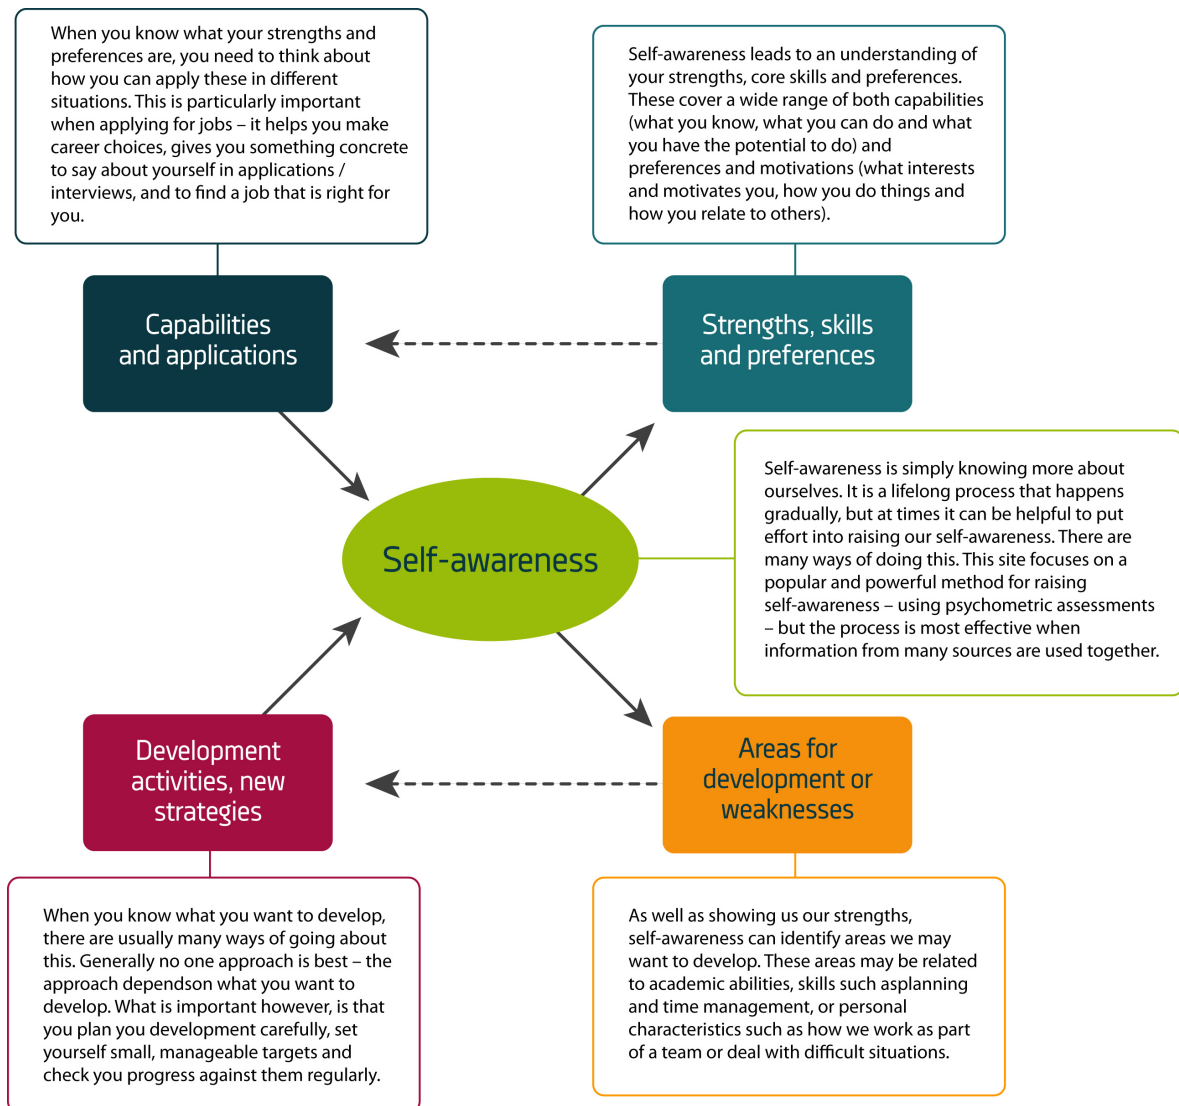 When you know what your strengths and
preferences are, you need to think about
how you can apply these in different
situations. This is particularly important
when applying for jobs – it helps you make
career choices, gives you something concrete
to say about yourself in applications /
interviews, and to find a job that is right for
you.
Self-awareness leads to an understanding of
your strengths, core skills and preferences.
These cover a wide range of both capabilities
(what you know, what you can do and what
you have the potential to do) and
preferences and motivations (what interests
and motivates you, how you do things and
how you relate to others).
Capabilities
and applications
Strengths, skills
and preferences
Self-awareness
Self-awareness is simply knowing more about
ourselves. It is a lifelong process that happens
gradually, but at times it can be helpful to put
effort into raising our self-awareness. There are
many ways of doing this. This site focuses on a
popular and powerful method for raising
self-awareness – using psychometric assessments
– but the process is most effective when
information from many sources are used together.
Development
activities, new
strategies
Areas for
development or
weaknesses
When you know what you want to develop,
there are usually many ways of going about
this. Generally no one approach is best – the
approach dependson what you want to
develop. What is important however, is that
you plan you development carefully, set
yourself small, manageable targets and
check you progress against them regularly.
As well as showing us our strengths,
self-awareness can identify areas we may
want to develop. These areas may be related
to academic abilities, skills such asplanning
and time management, or personal
characteristics such as how we work as part
of a team or deal with difficult situations.